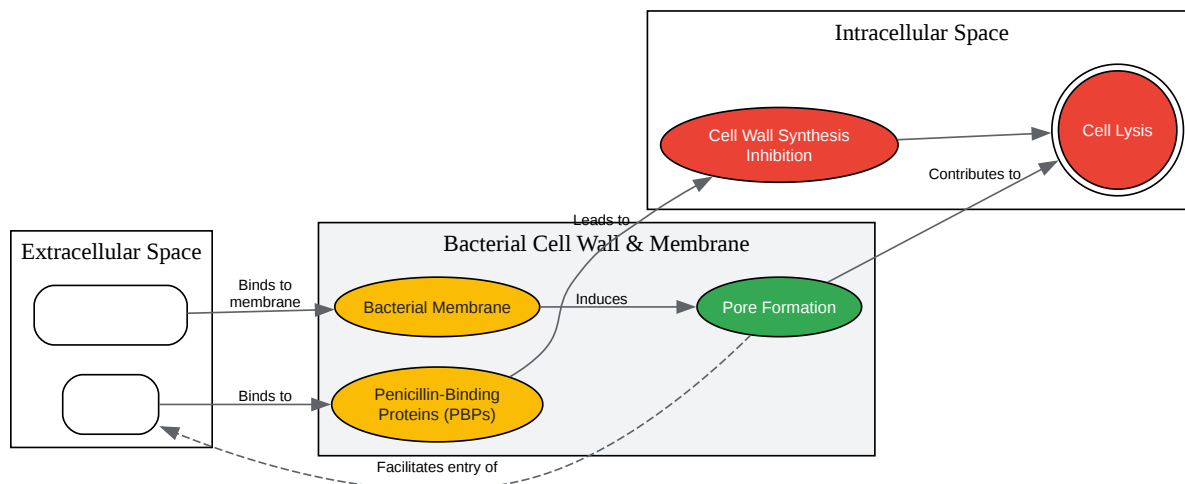 Intracellular Space
Cell Wall Synthesis
Inhibition
Cell Lysis
Contributes to
Leads to
Extracellular Space
Bacterial Cell Wall & Membrane
Binds to
membrane
Bacterial Membrane
Induces
Pore Formation
Binds to
Penicillin-Binding
Proteins (PBPs)
Facilitates entry of